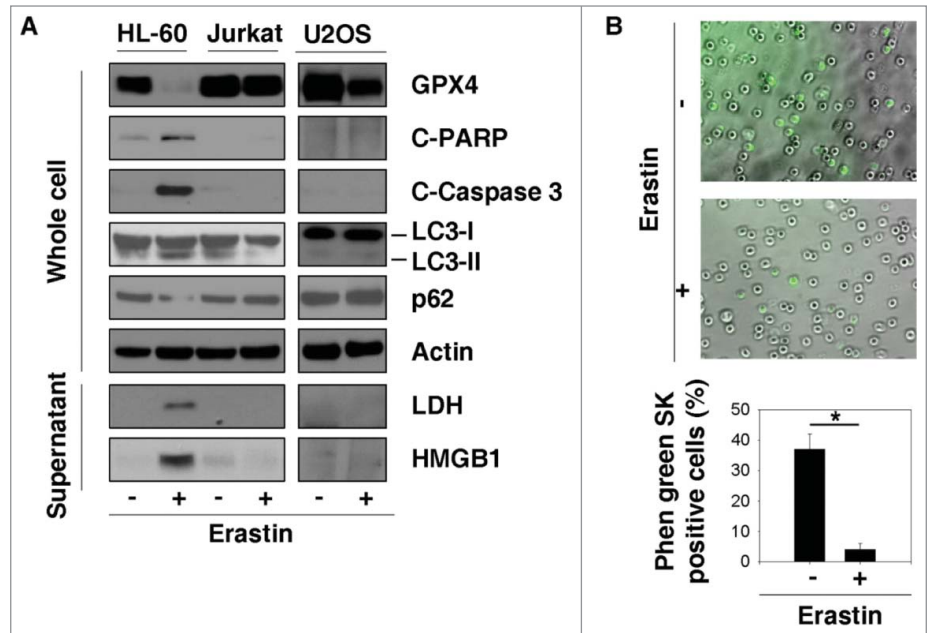 A
HL-60 Jurkat U2OS
Whole cell
GPX4
C-PARP
C-Caspase 3
LC3-I
LC3-II
p62
Actin
Supernatant
LDH
HMGB1
- + - + - +
Erastin
B
Erastin
-
+
Phen green SK
positive cells (%)
50
40
30
20
10
0
*
- +
Erastin